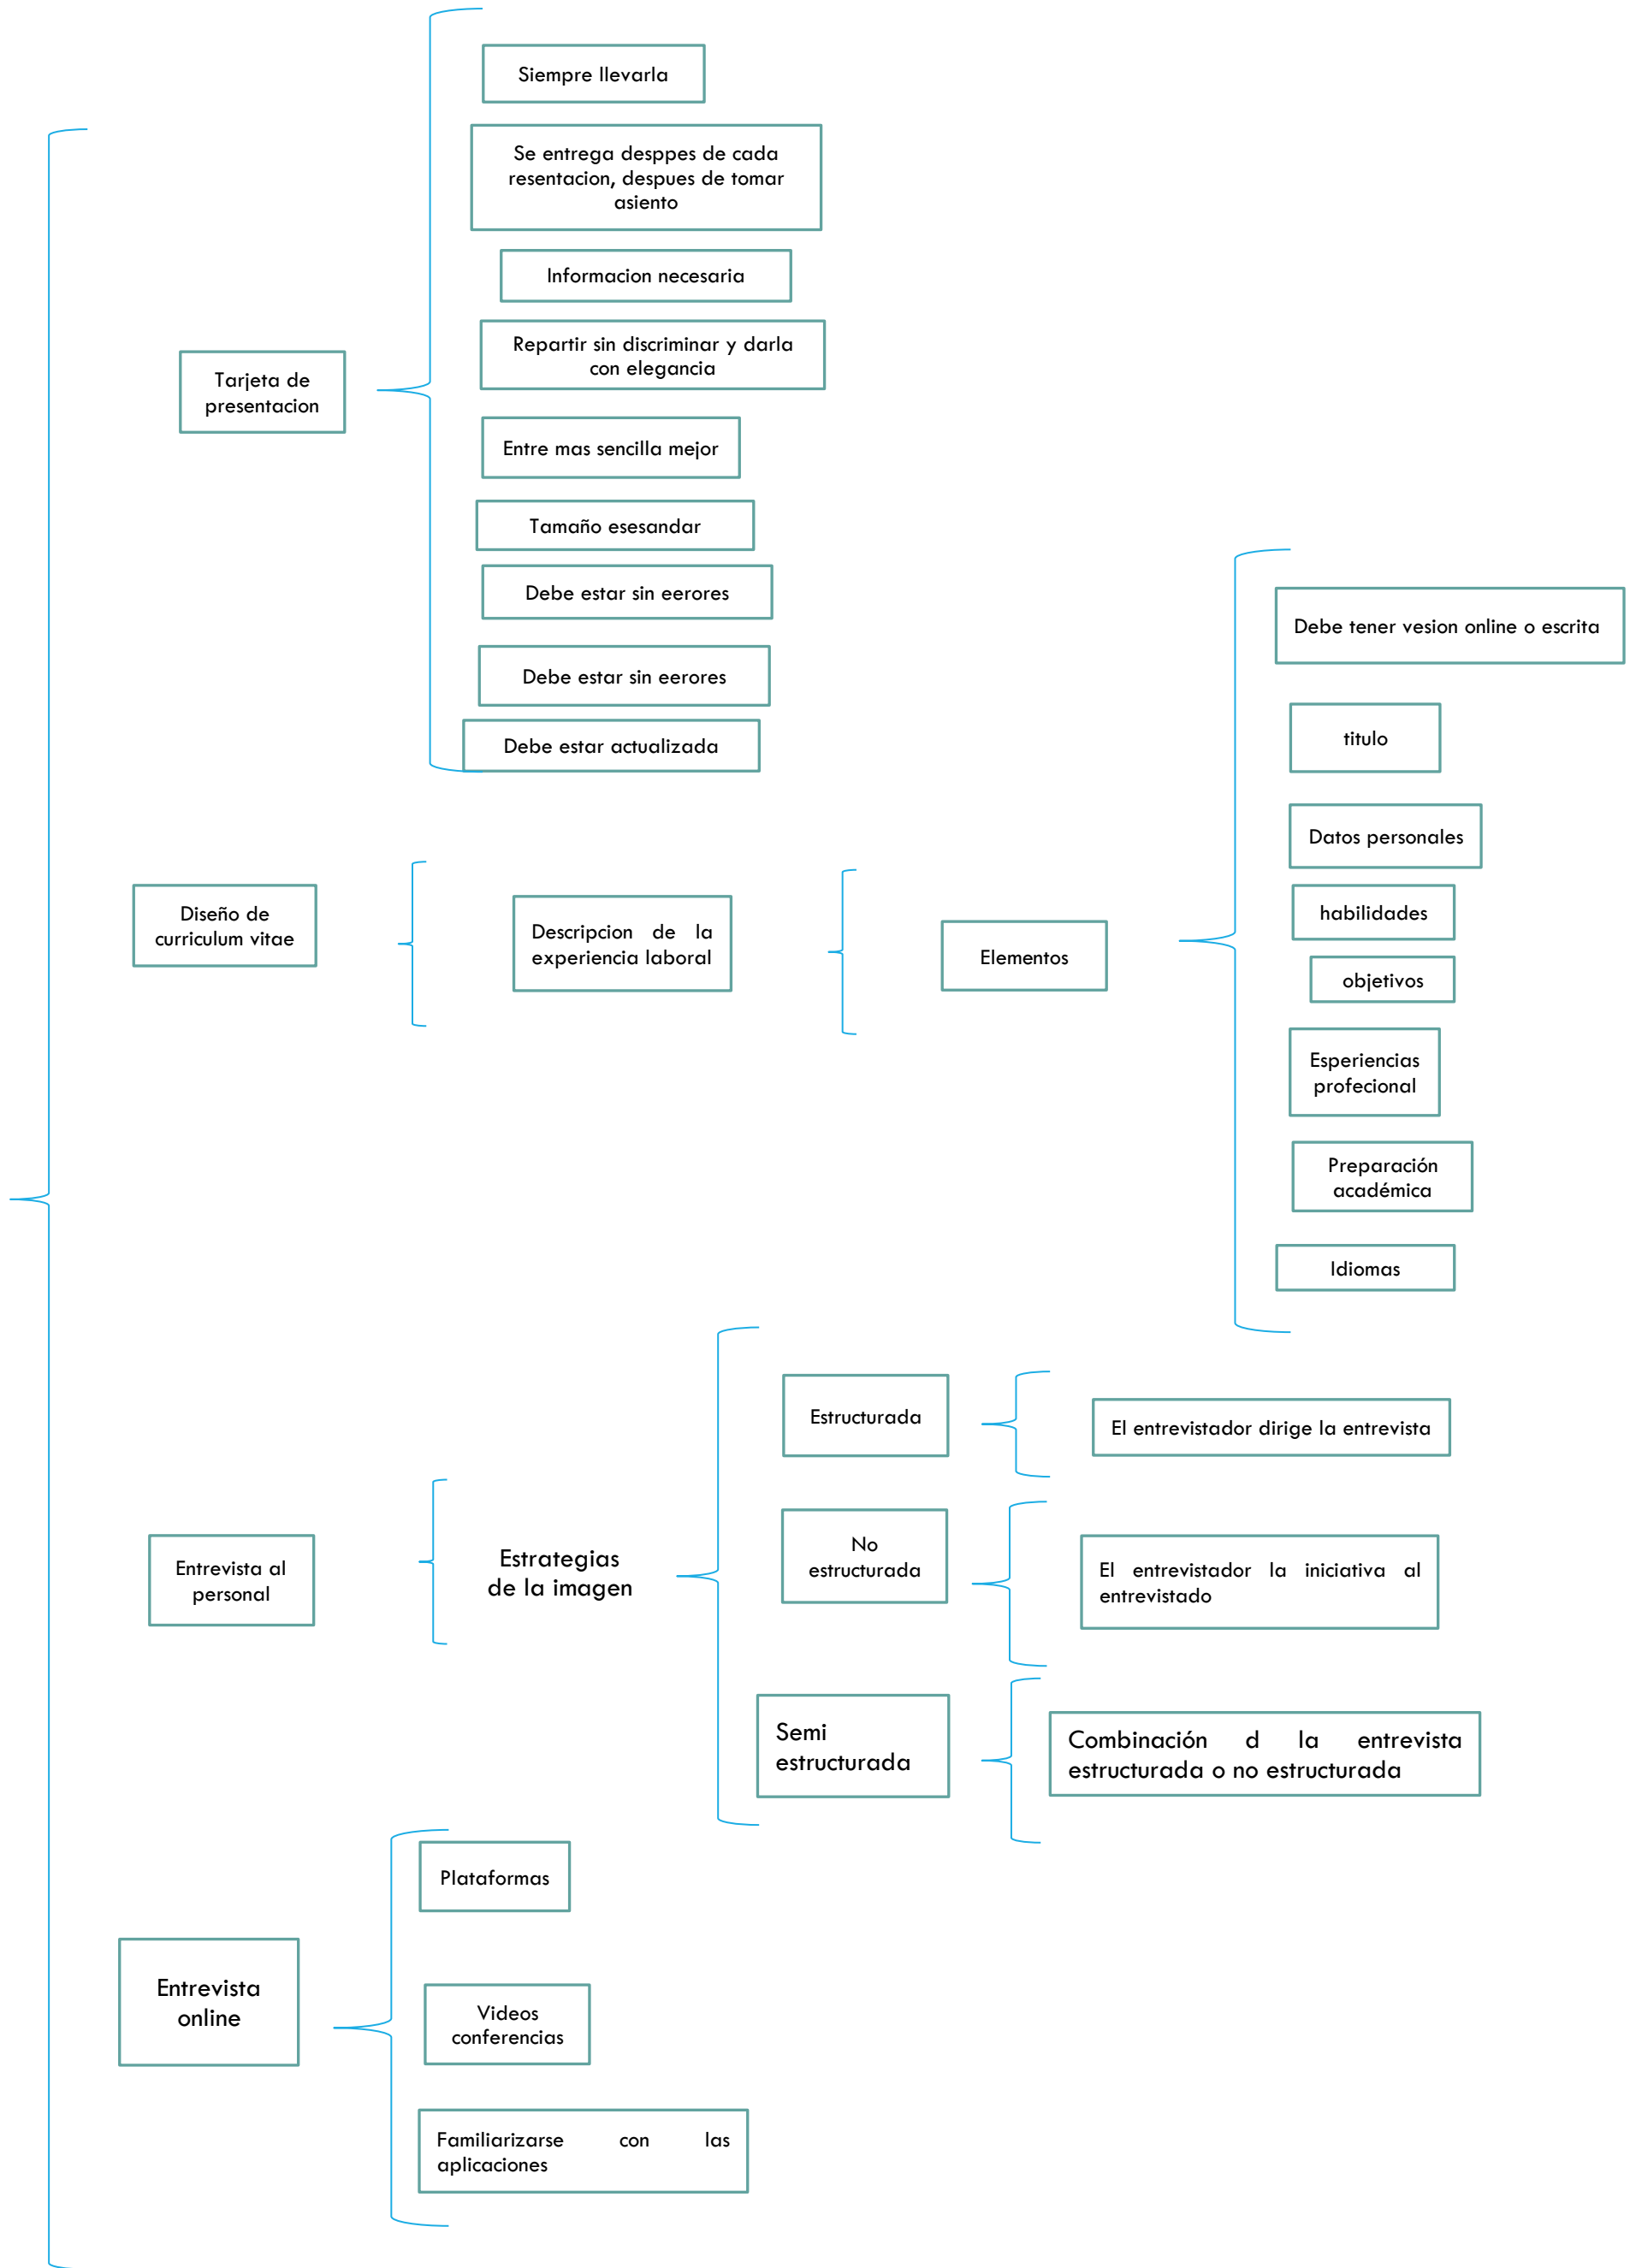 Siempre llevarla
Se entrega desppes de cada
resentacion, despues de tomar
asiento
Informacion necesaria
Repartir sin discriminar y darla
con elegancia
Tarjeta de
presentacion
Entre mas sencilla mejor
Tamaño esesandar
Debe estar sin eerores
Debe estar sin eerores
Debe estar actualizada
Diseño de
curriculum vitae
Descripcion de la
experiencia laboral
Elementos
Debe tener vesion online o escrita
titulo
Datos personales
habilidades
objetivos
Esperiencias
profecional
Preparación
académica
Idiomas
Entrevista al
personal
Estrategias
de la imagen
Estructurada
El entrevistador dirige la entrevista
No
estructurada
El entrevistador la iniciativa al
entrevistado
Semi
estructurada
Combinación d la entrevista
estructurada o no estructurada
Entrevista
online
Plataformas
Videos
conferencias
Familiarizarse con las
aplicaciones